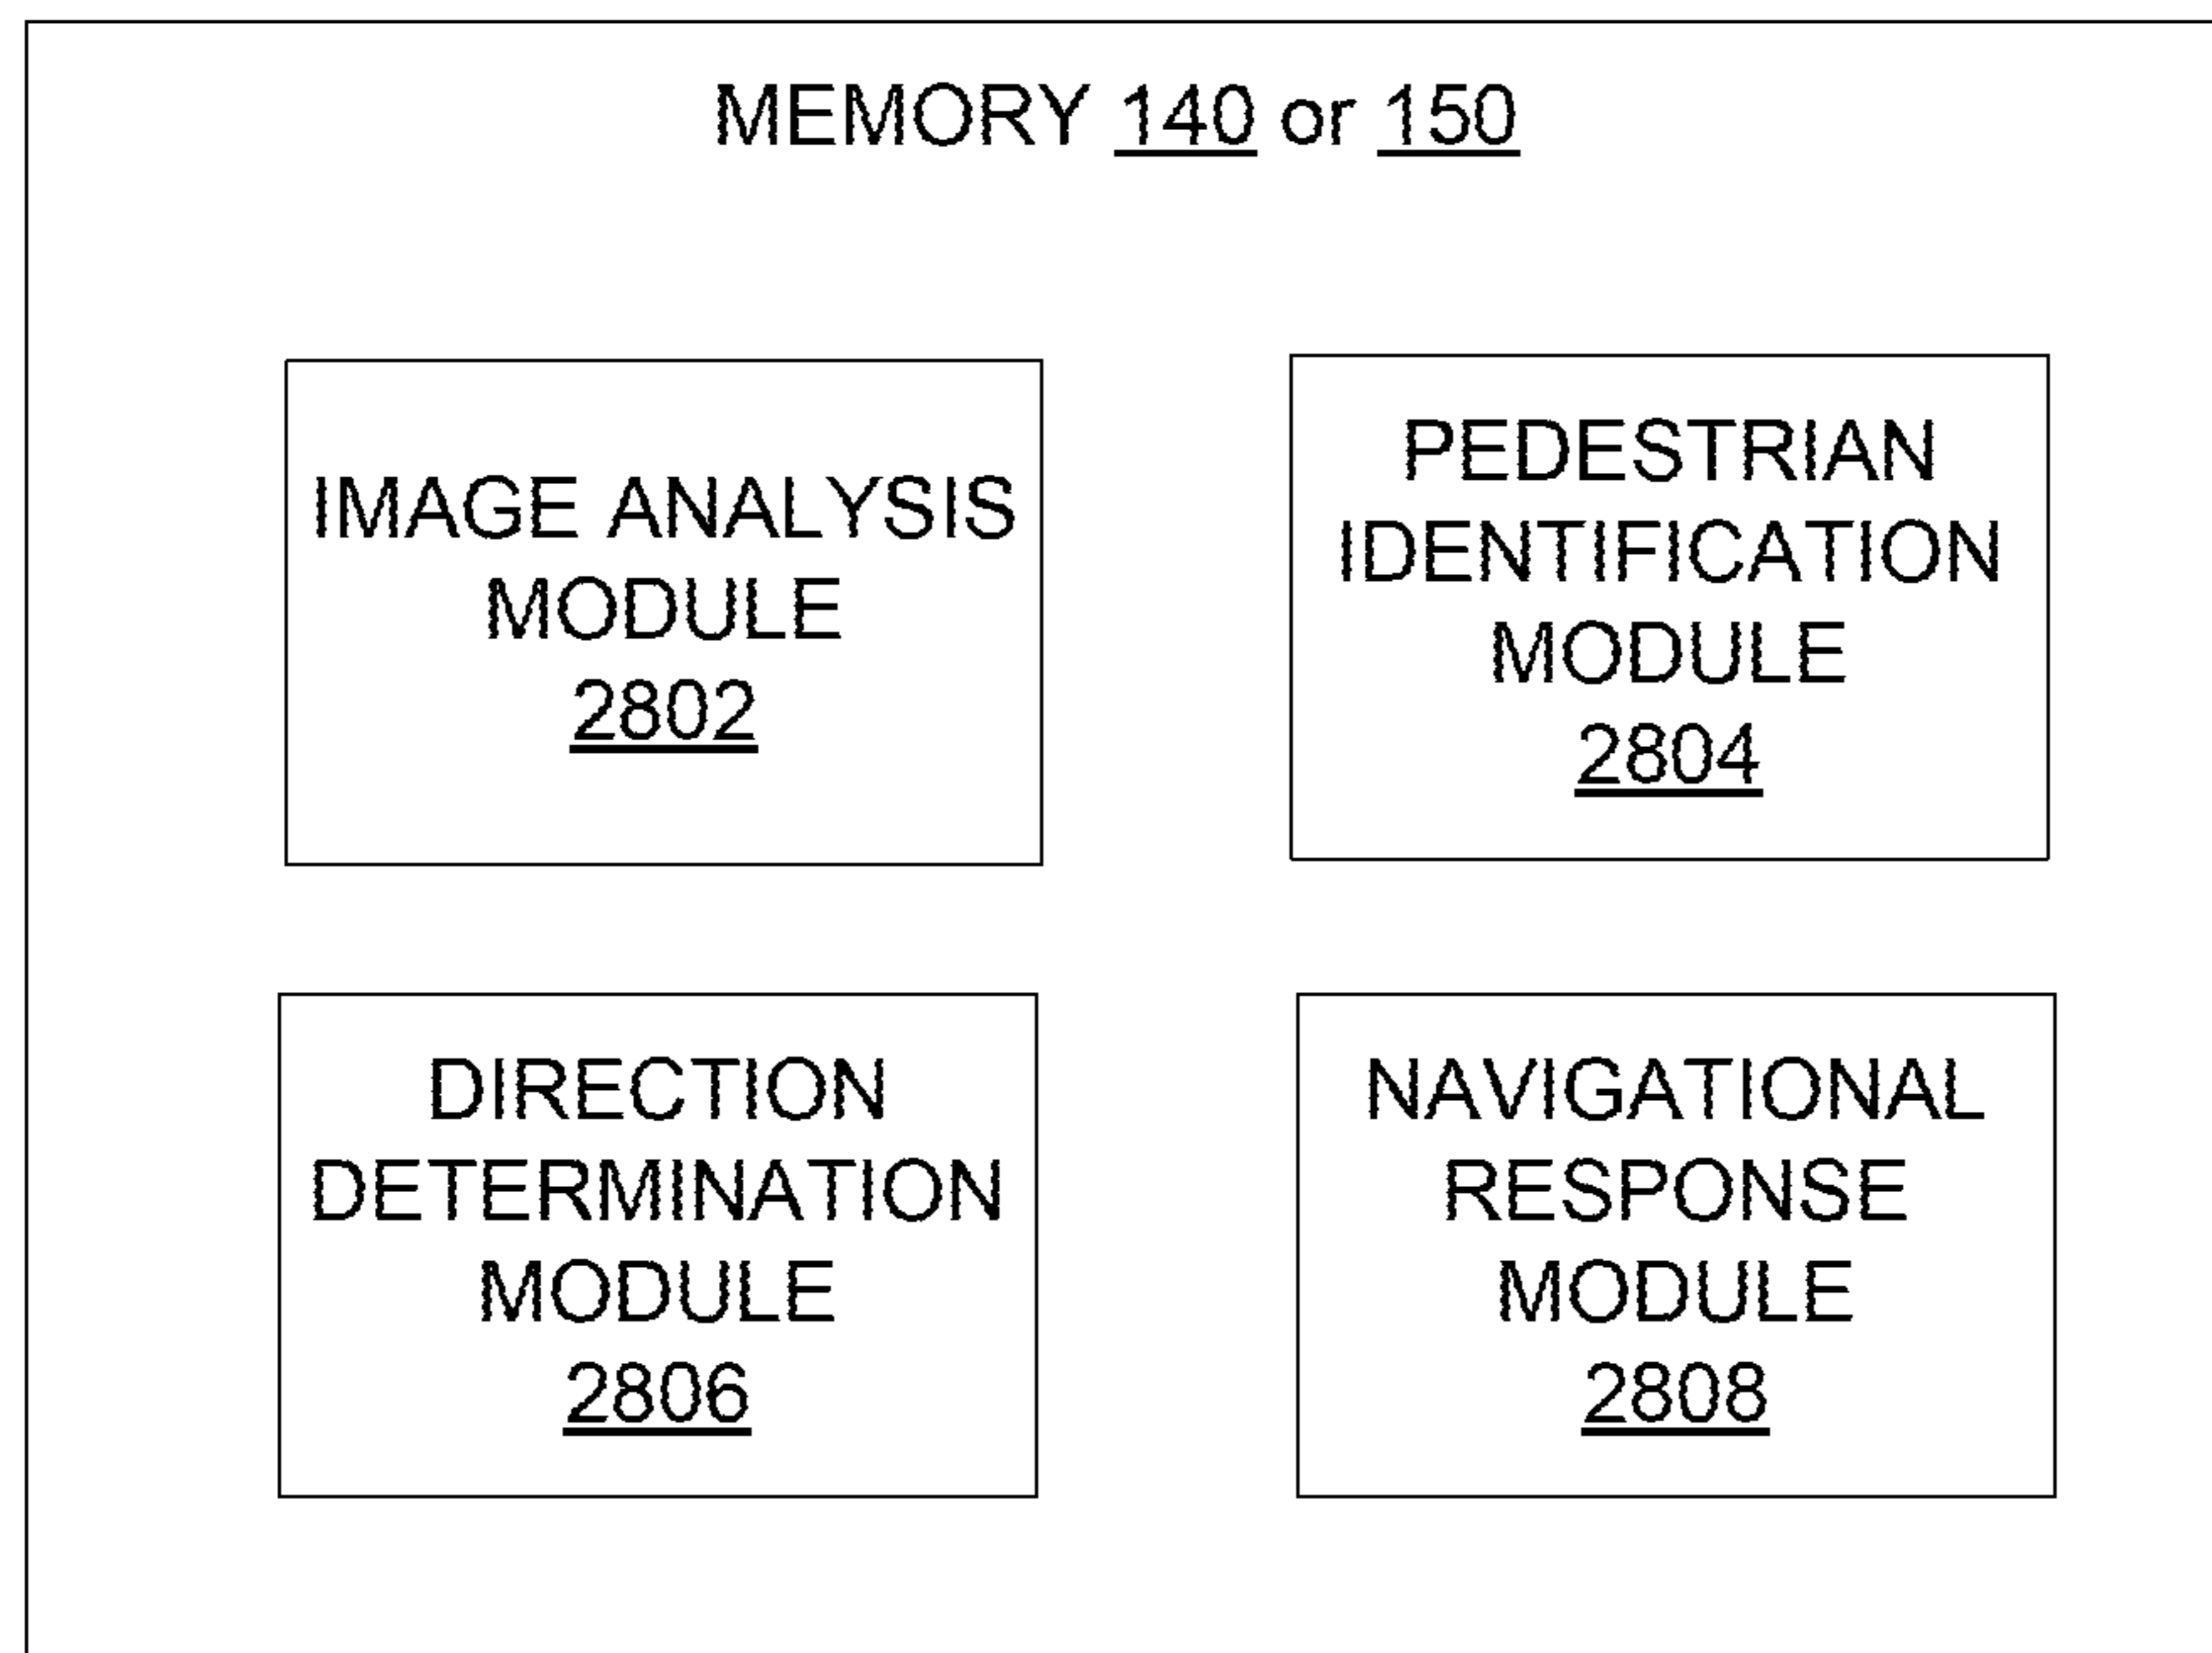 MEMORY 140 or 150
IMAGE ANALYSIS
MODULE
2802
PEDESTRIAN
IDENTIFICATION
MODULE
2804
DIRECTION
DETERMINATION
MODULE
2806
NAVIGATIONAL
RESPONSE
MODULE
2808